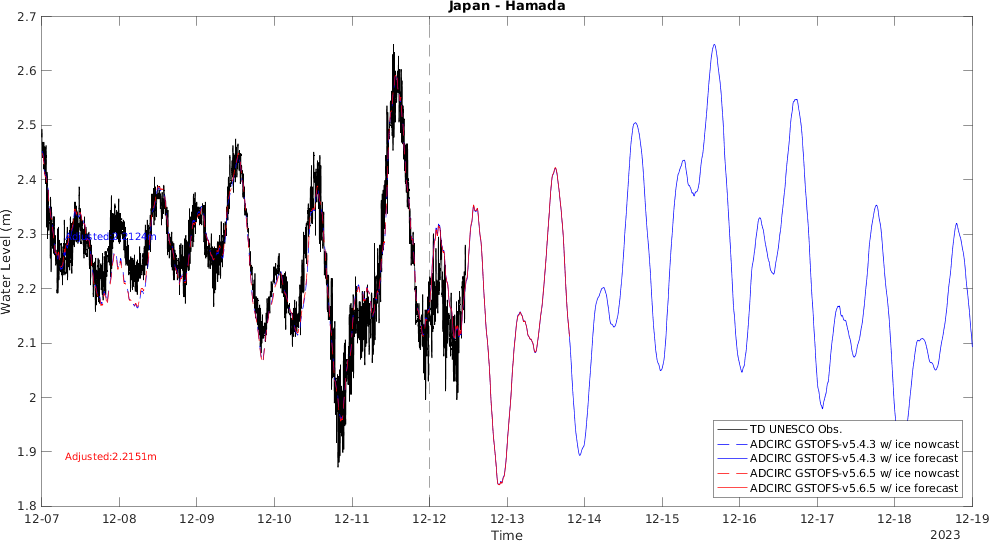 Japan - Hamada
2.7
2.6
2.5
2.4
2.3
2.2
2.1
2
1.9
1.8
Water Level (m)
Adjusted:2.2124m
Adjusted:2.2151m
TD UNESCO Obs.
ADCIRC GSTOFS-v5.4.3 w/ ice nowcast
ADCIRC GSTOFS-v5.4.3 w/ ice forecast
ADCIRC GSTOFS-v5.6.5 w/ ice nowcast
ADCIRC GSTOFS-v5.6.5 w/ ice forecast
12-07 12-08 12-09 12-10 12-11 12-12 12-13 12-14 12-15 12-16 12-17 12-18 12-19
Time
2023